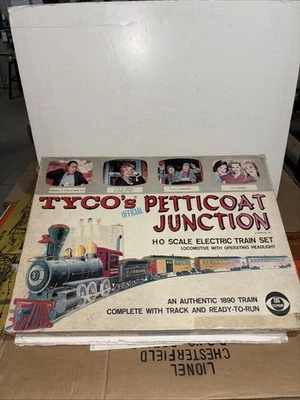 TYCO's
OFFICIAL
PETTICOAT
JUNCTION
HO SCALE ELECTRIC TRAIN SET
LOCOMOTIVE WITH OPERATING HEADLIGHT
AN AUTHENTIC 1890 TRAIN
COMPLETE WITH TRACK AND READY-TO-RUN
LIONEL
CHESTERFIELD